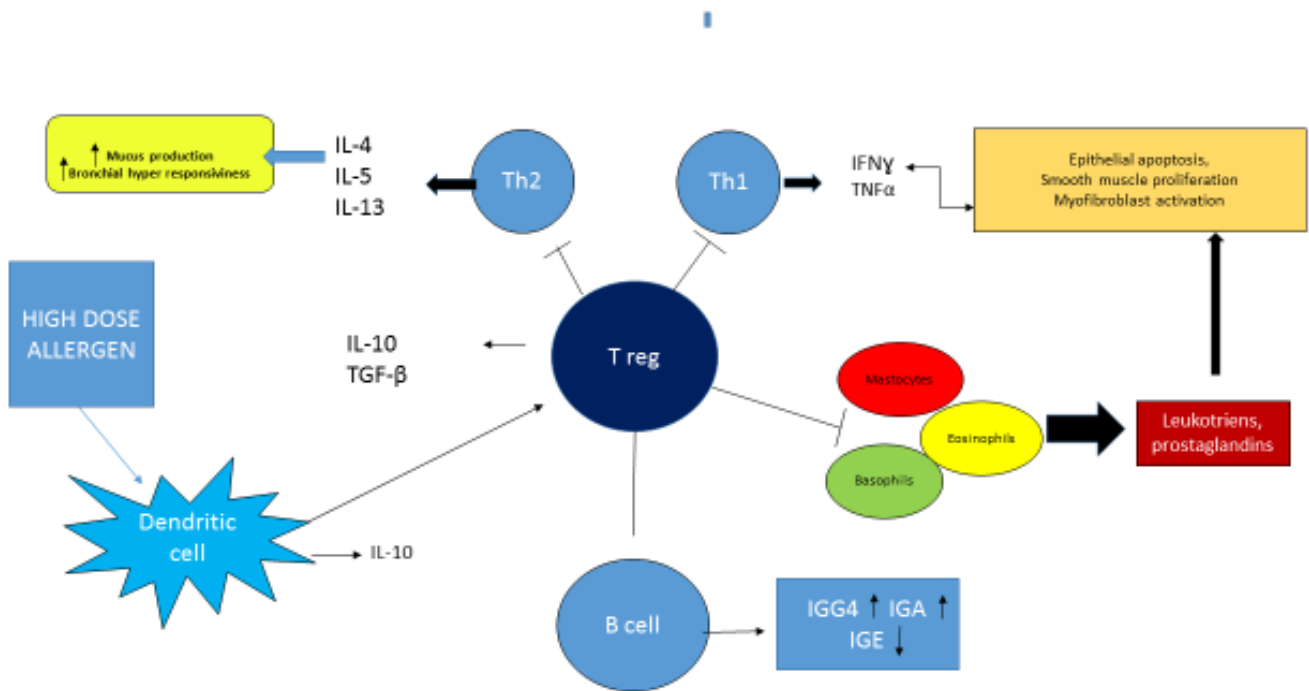 ↑ Mucus production
↑ Bronchial hyper responsiviness
IL-4
IL-5
IL-13
Th2
Th1
IFNɣ
TNFα
Epithelial apoptosis,
Smooth muscle proliferation
Myofibroblast activation
HIGH DOSE
ALLERGEN
IL-10
TGF-β
T reg
Mastocytes
Eosinophils
Basophils
Leukotriens,
prostaglandins
Dendritic
cell
IL-10
B cell
IGG4 ↑ IGA ↑
IGE ↓